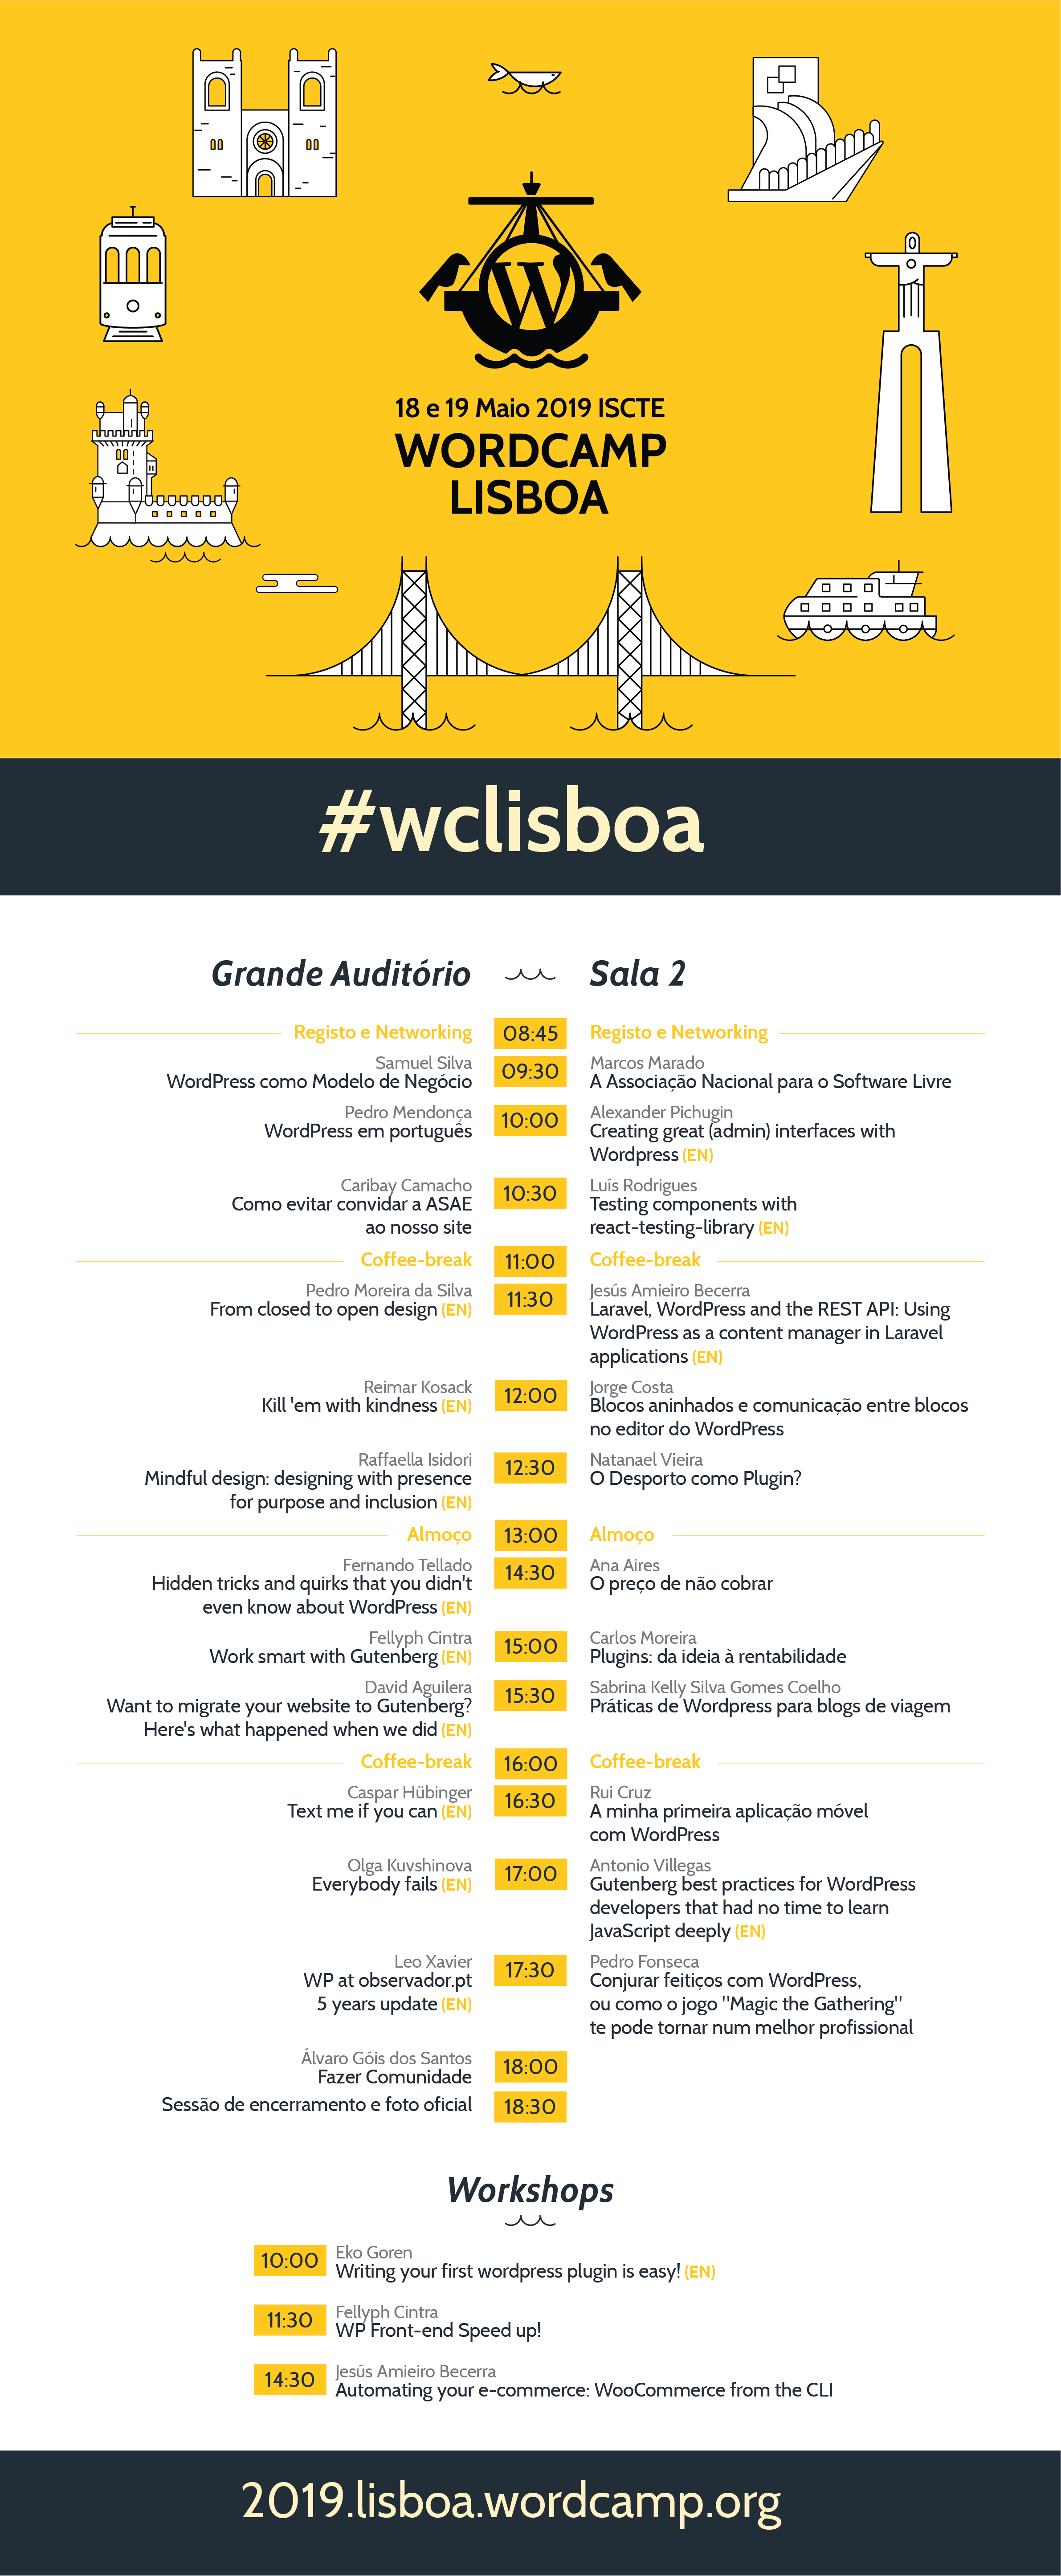 W
18 e 19 Maio 2019 ISCTE
WORDCAMP
LISBOA
#wclisboa
Grande Auditório
Sala 2
Registo e Networking
08:45
Registo e Networking
Samuel Silva
WordPress como Modelo de Negócio
09:30
Marcos Marado
A Associação Nacional para o Software Livre
Pedro Mendonça
WordPress em português
10:00
Alexander Pichugin
Creating great (admin) interfaces with
Wordpress (EN)
Caribay Camacho
Como evitar convidar a ASAE
ao nosso site
10:30
Luís Rodrigues
Testing components with
react-testing-library (EN)
Coffee-break
11:00
Coffee-break
Pedro Moreira da Silva
From closed to open design (EN)
11:30
Jesús Amieiro Becerra
Laravel, WordPress and the REST API: Using
WordPress as a content manager in Laravel
applications (EN)
Reimar Kosack
Kill 'em with kindness (EN)
12:00
Jorge Costa
Blocos aninhados e comunicação entre blocos
no editor do WordPress
Raffaella Isidori
Mindful design: designing with presence
for purpose and inclusion (EN)
12:30
Natanael Vieira
O Desporto como Plugin?
Almoço
13:00
Almoço
Fernando Tellado
Hidden tricks and quirks that you didn't
even know about WordPress (EN)
14:30
Ana Aires
O preço de não cobrar
Fellyph Cintra
Work smart with Gutenberg (EN)
15:00
Carlos Moreira
Plugins: da ideia à rentabilidade
David Aguilera
Want to migrate your website to Gutenberg?
Here's what happened when we did (EN)
15:30
Sabrina Kelly Silva Gomes Coelho
Práticas de Wordpress para blogs de viagem
Coffee-break
16:00
Coffee-break
Caspar Hübinger
Text me if you can (EN)
16:30
Rui Cruz
A minha primeira aplicação móvel
com WordPress
Olga Kuvshinova
Everybody fails (EN)
17:00
Antonio Villegas
Gutenberg best practices for WordPress
developers that had no time to learn
JavaScript deeply (EN)
Leo Xavier
WP at observador.pt
5 years update (EN)
17:30
Pedro Fonseca
Conjurar feitiços com WordPress,
ou como o jogo "Magic the Gathering"
te pode tornar num melhor profissional
Álvaro Góis dos Santos
Fazer Comunidade
18:00
Sessão de encerramento e foto oficial
18:30
Workshops
10:00
Eko Goren
Writing your first wordpress plugin is easy! (EN)
11:30
Fellyph Cintra
WP Front-end Speed up!
14:30
Jesús Amieiro Becerra
Automating your e-commerce: WooCommerce from the CLI
2019.lisboa.wordcamp.org